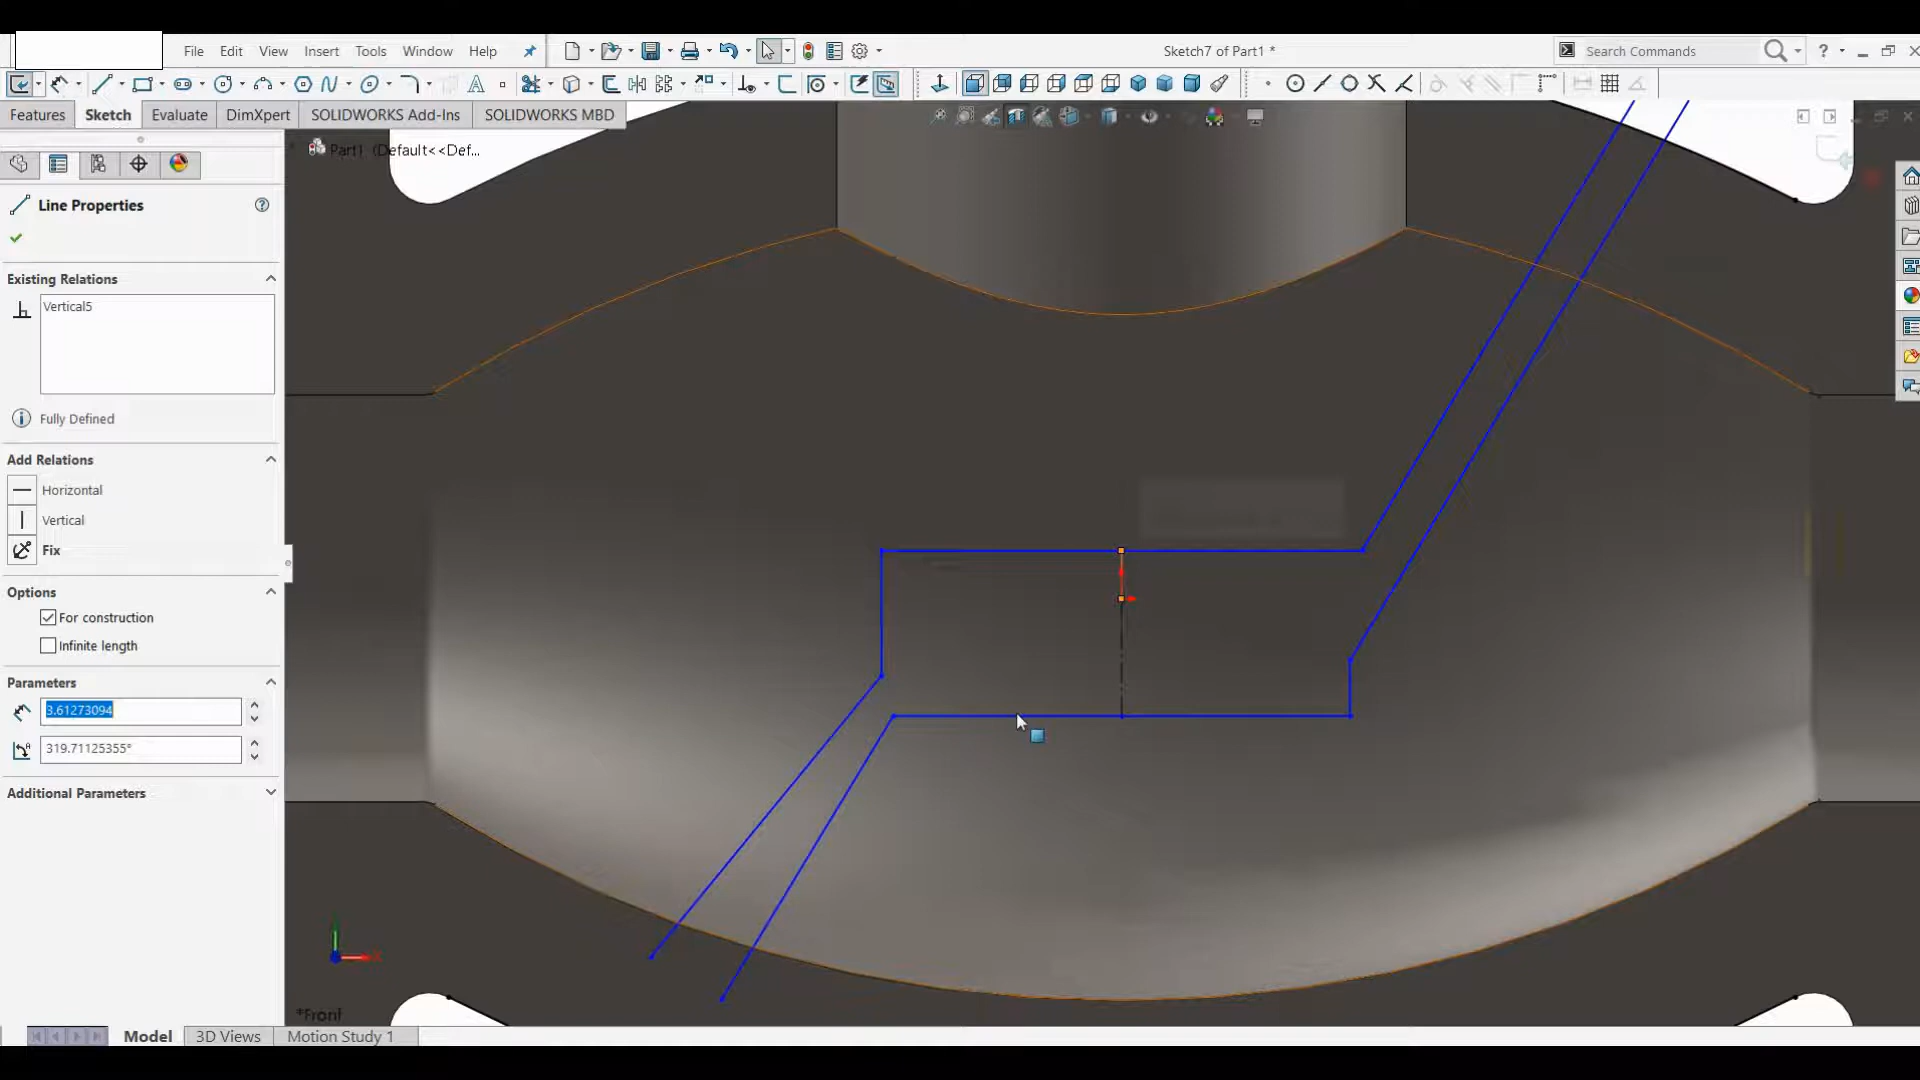 File Edit View Insert Tools Window Help
Sketch7 of Part1 *
Search Commands
Features Sketch Evaluate DimXpert SOLIDWORKS Add-Ins SOLIDWORKS MBD
Part1 (Default<<Def...
Line Properties
Existing Relations
Vertical5
Fully Defined
Add Relations
Horizontal
Vertical
Fix
Options
For construction
Infinite length
Parameters
3.61273094
319.71125355°
Additional Parameters
*Front
Model 3D Views Motion Study 1